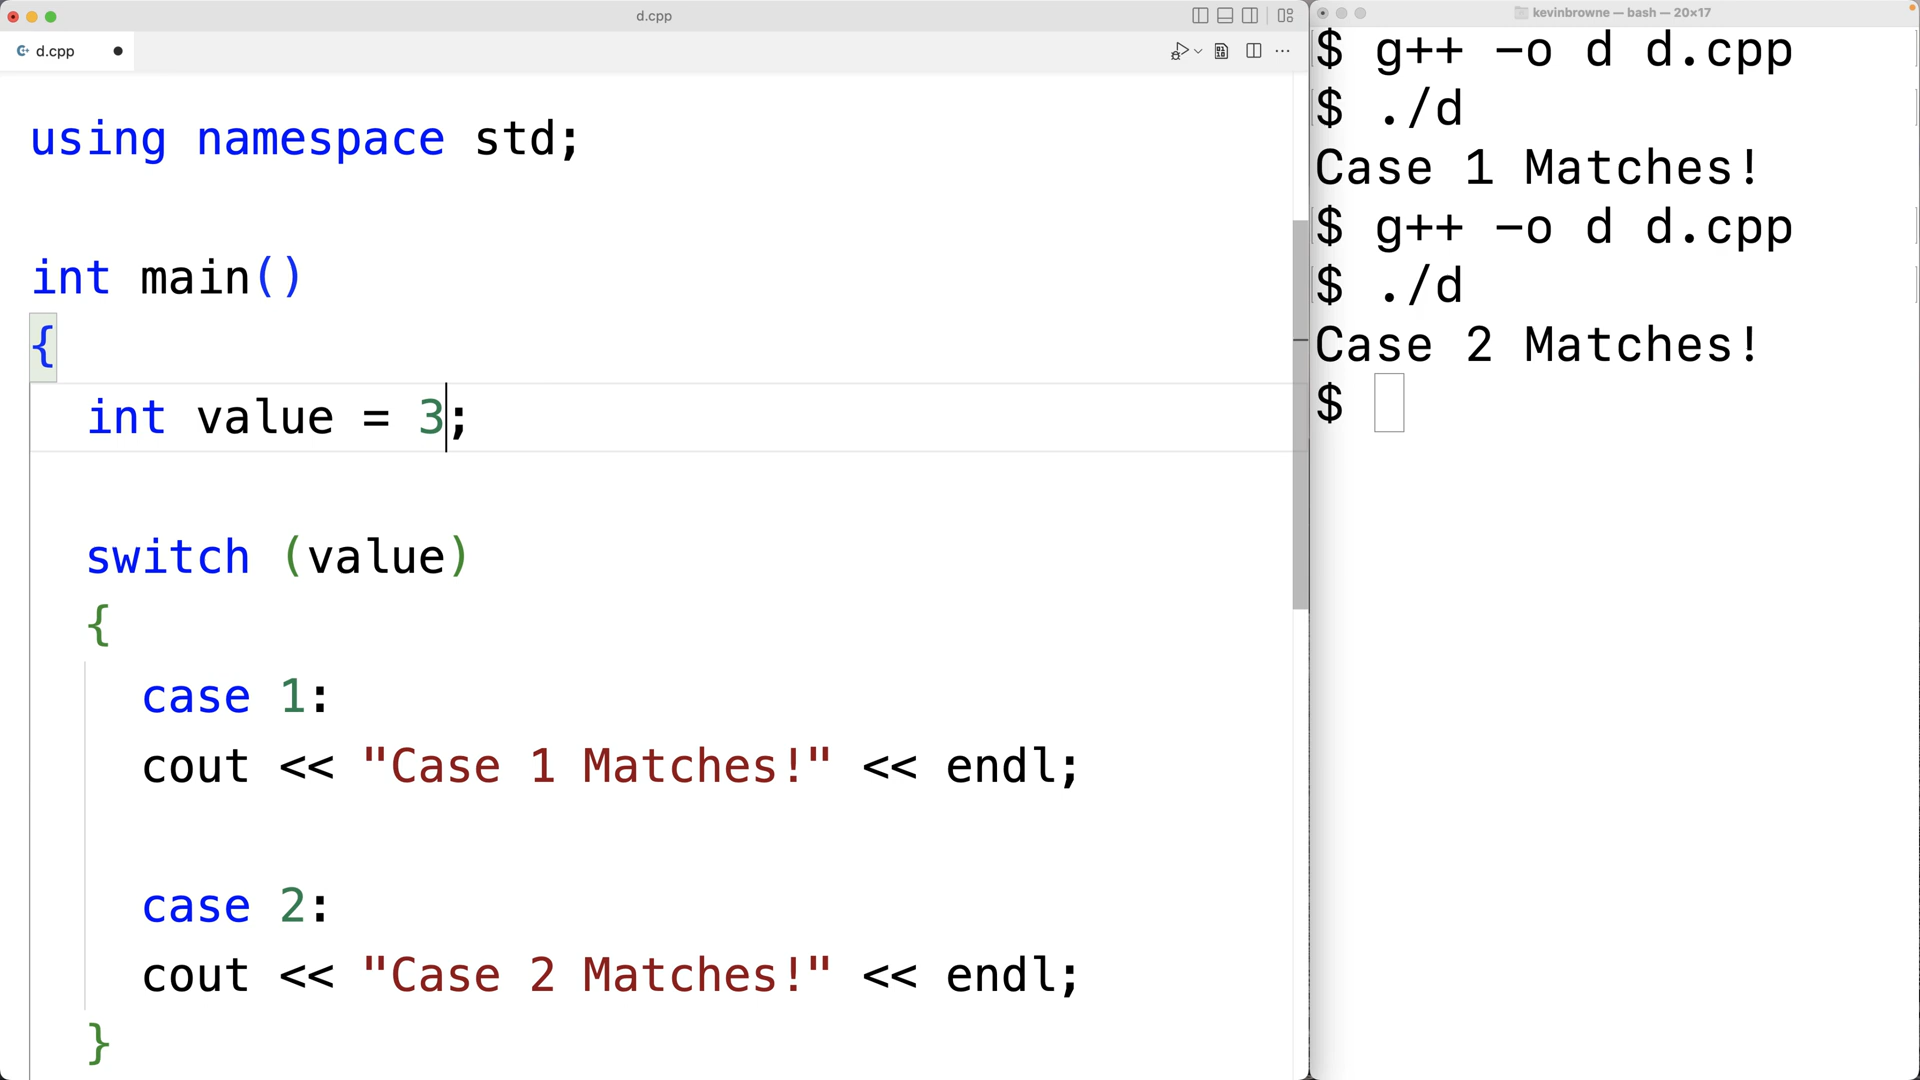 d.cpp
d.cpp
using namespace std;
int main()
{
int value = 3;
switch (value)
{
case 1:
cout << "Case 1 Matches!" << endl;
case 2:
cout << "Case 2 Matches!" << endl;
}
kevinbrowne — bash — 20×17
$ g++ -o d d.cpp
$ ./d
Case 1 Matches!
$ g++ -o d d.cpp
$ ./d
Case 2 Matches!
$